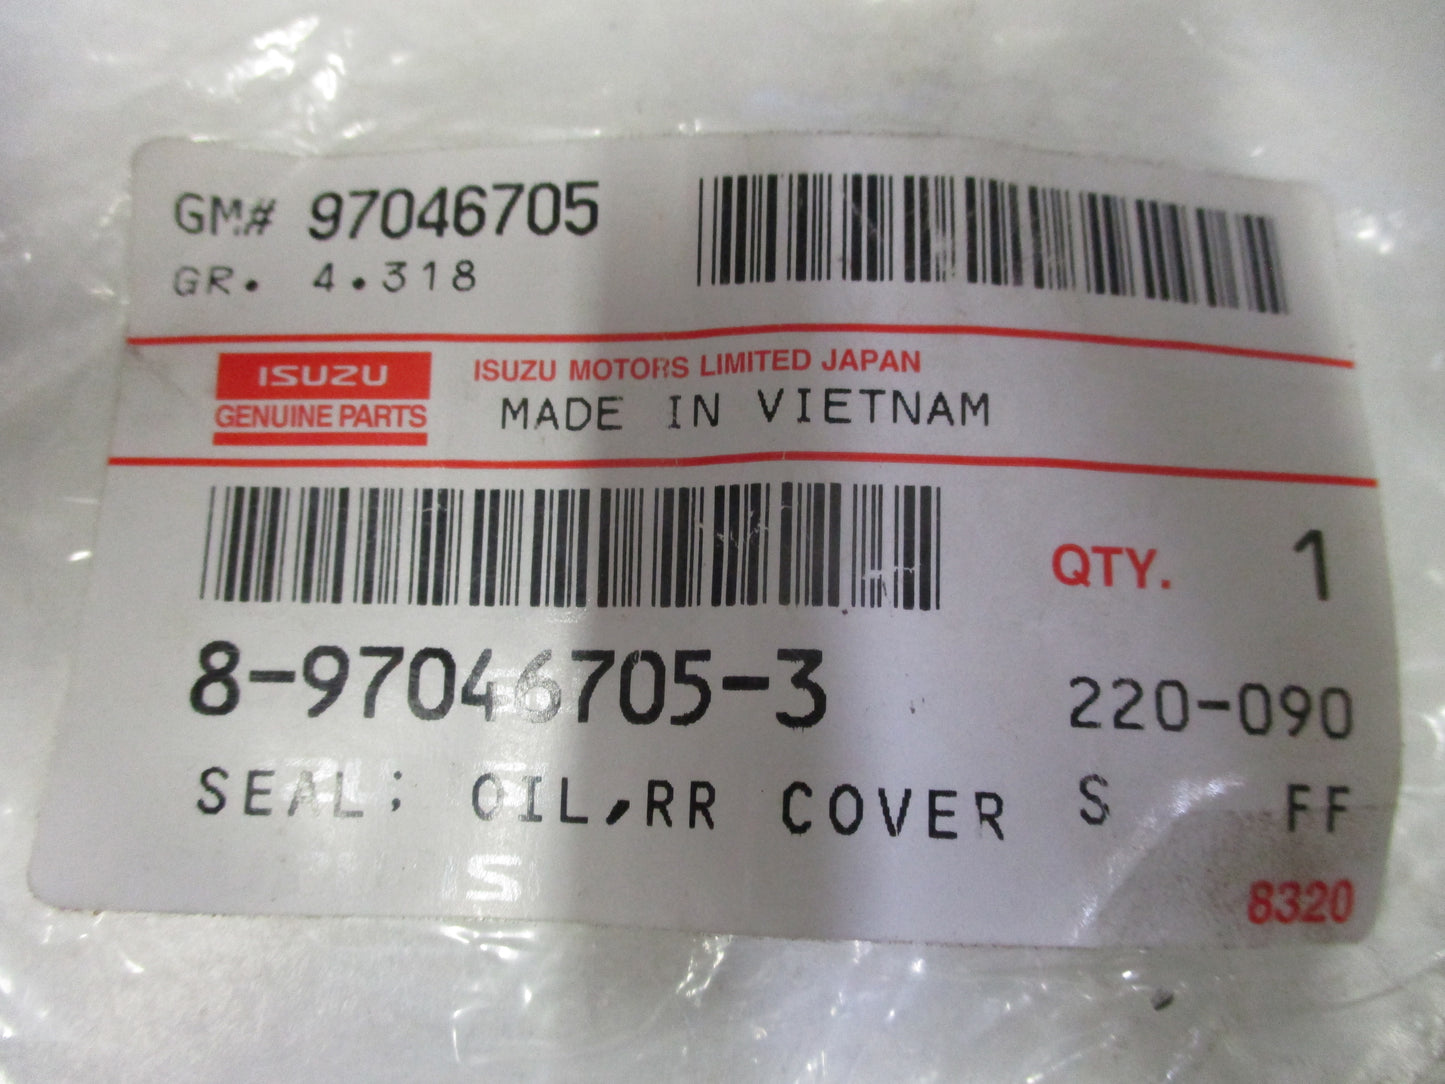 GM# 97046705
GR. 4.318
ISUZU
GENUINE PARTS
ISUZU MOTORS LIMITED JAPAN
MADE IN VIETNAM
QTY. 1
8-97046705-3
220-090
SEAL; OIL,RR COVER S FF
8320